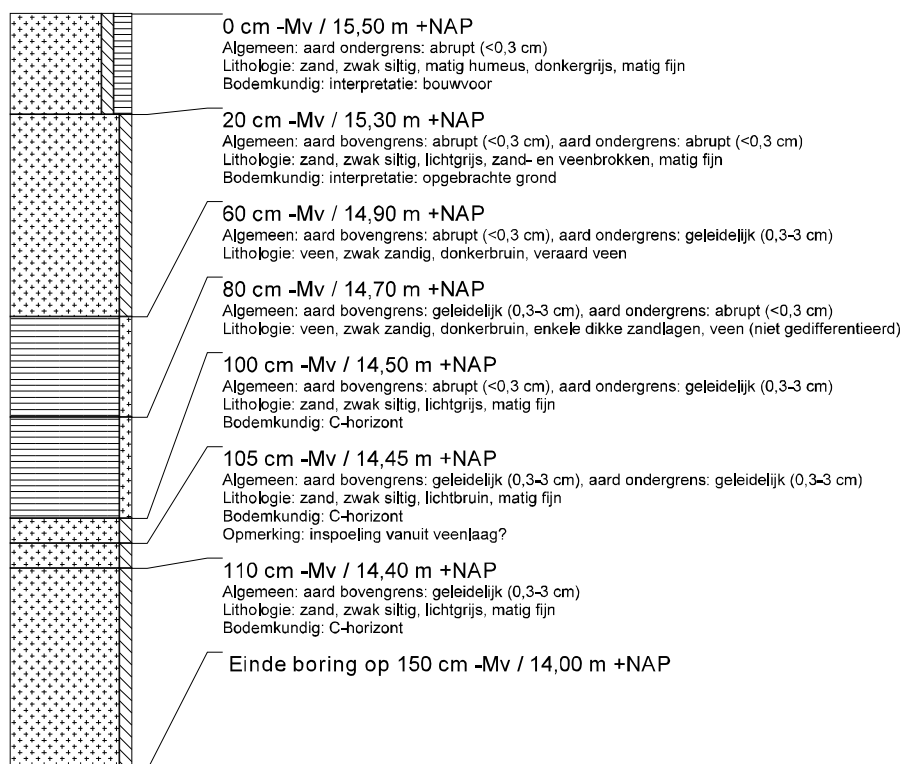 0 cm -Mv / 15,50 m +NAP
Algemeen: aard ondergrens: abrupt (<0,3 cm)
Lithologie: zand, zwak siltig, matig humeus, donkergrijs, matig fijn
Bodemkundig: interpretatie: bouwvoor
20 cm -Mv / 15,30 m +NAP
Algemeen: aard bovengrens: abrupt (<0,3 cm), aard ondergrens: abrupt (<0,3 cm)
Lithologie: zand, zwak siltig, lichtgrijs, zand- en veenbrokken, matig fijn
Bodemkundig: interpretatie: opgebrachte grond
60 cm -Mv / 14,90 m +NAP
Algemeen: aard bovengrens: abrupt (<0,3 cm), aard ondergrens: geleidelijk (0,3-3 cm)
Lithologie: veen, zwak zandig, donkerbruin, veraard veen
80 cm -Mv / 14,70 m +NAP
Algemeen: aard bovengrens: geleidelijk (0,3-3 cm), aard ondergrens: abrupt (<0,3 cm)
Lithologie: veen, zwak zandig, donkerbruin, enkele dikke zandlagen, veen (niet gedifferentieerd)
100 cm -Mv / 14,50 m +NAP
Algemeen: aard bovengrens: abrupt (<0,3 cm), aard ondergrens: geleidelijk (0,3-3 cm)
Lithologie: zand, zwak siltig, lichtgrijs, matig fijn
Bodemkundig: C-horizont
105 cm -Mv / 14,45 m +NAP
Algemeen: aard bovengrens: geleidelijk (0,3-3 cm), aard ondergrens: geleidelijk (0,3-3 cm)
Lithologie: zand, zwak siltig, lichtbruin, matig fijn
Bodemkundig: C-horizont
Opmerking: inspoeling vanuit veenlaag?
110 cm -Mv / 14,40 m +NAP
Algemeen: aard bovengrens: geleidelijk (0,3-3 cm)
Lithologie: zand, zwak siltig, lichtgrijs, matig fijn
Bodemkundig: C-horizont
Einde boring op 150 cm -Mv / 14,00 m +NAP